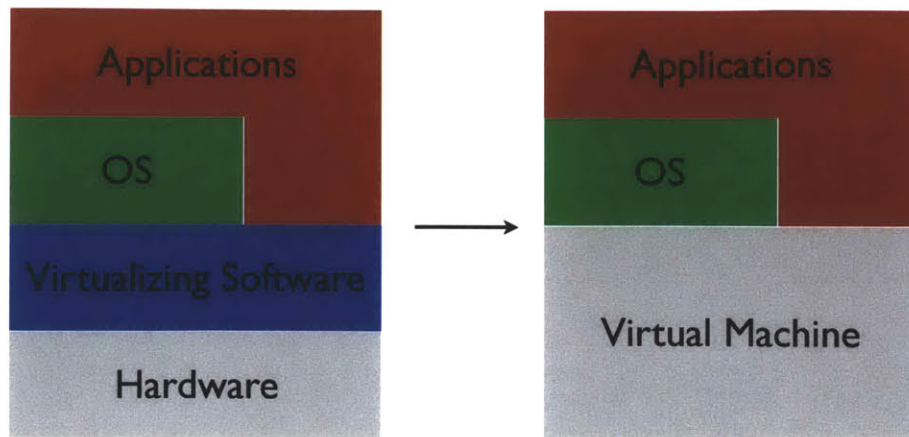 Applications
OS
Virtualizing Software
Hardware
Applications
OS
Virtual Machine